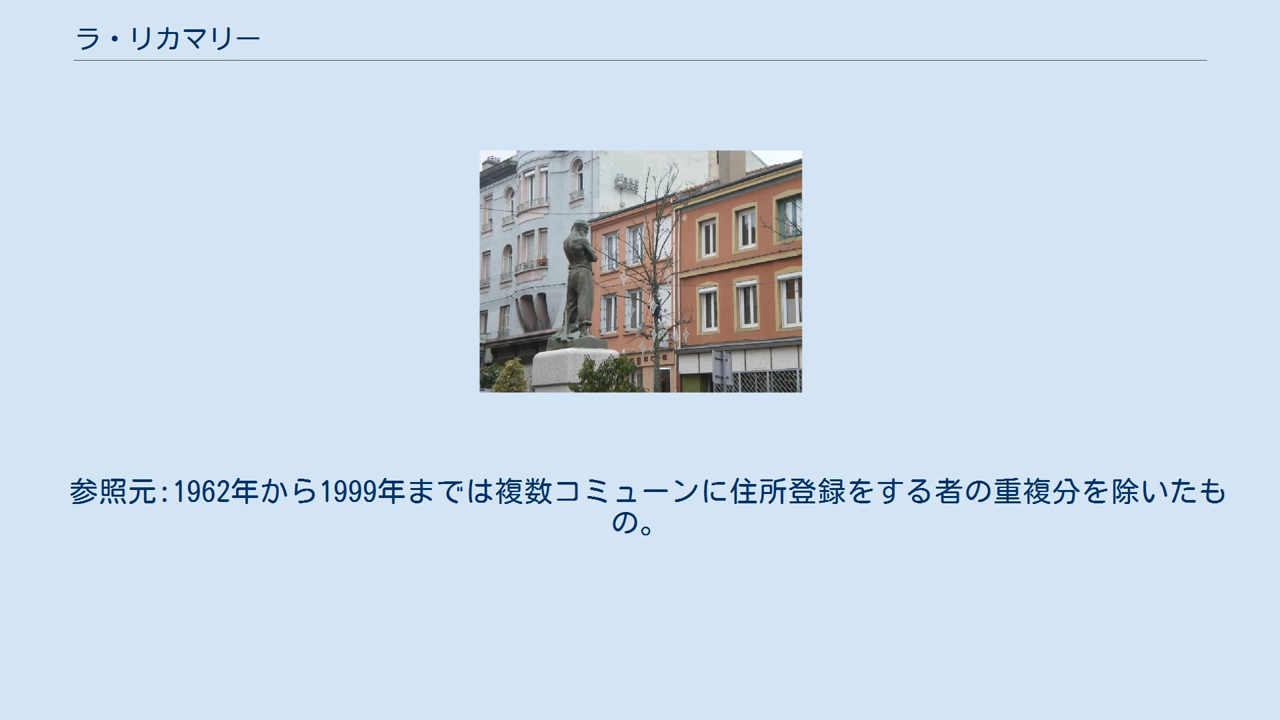 ラ・リカマリー
参照元:1962年から1999年までは複数コミューンに住所登録をする者の重複分を除いたも
の。